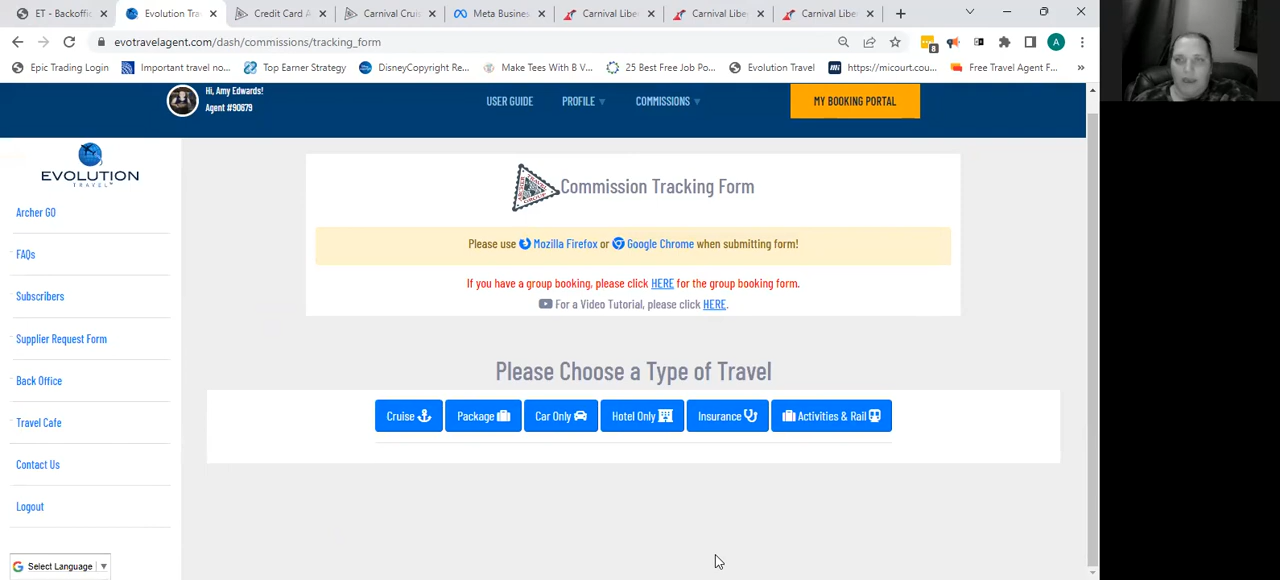 ET - Backoffic
Evolution Tra
Credit Card A
Carnival Cruis
Meta Busines
Carnival Libe
Carnival Libe
Carnival Libe
evotravelagent.com/dash/commissions/tracking_form
8
A
Epic Trading Login
Important travel no...
Top Earner Strategy
DisneyCopyright Re...
Make Tees With B V...
25 Best Free Job Po...
Evolution Travel
https://micourt.cou...
Free Travel Agent F...
»
Hi, Amy Edwards!
Agent #90679
USER GUIDE
PROFILE
COMMISSIONS
MY BOOKING PORTAL
EVOLUTION
TRAVEL
Archer GO
FAQs
Subscribers
Supplier Request Form
Back Office
Travel Cafe
Contact Us
Logout
G Select Language
Commission Tracking Form
Please use Mozilla Firefox or Google Chrome when submitting form!
If you have a group booking, please click HERE for the group booking form.
For a Video Tutorial, please click HERE.
Please Choose a Type of Travel
Cruise
Package
Car Only
Hotel Only
Insurance
Activities & Rail